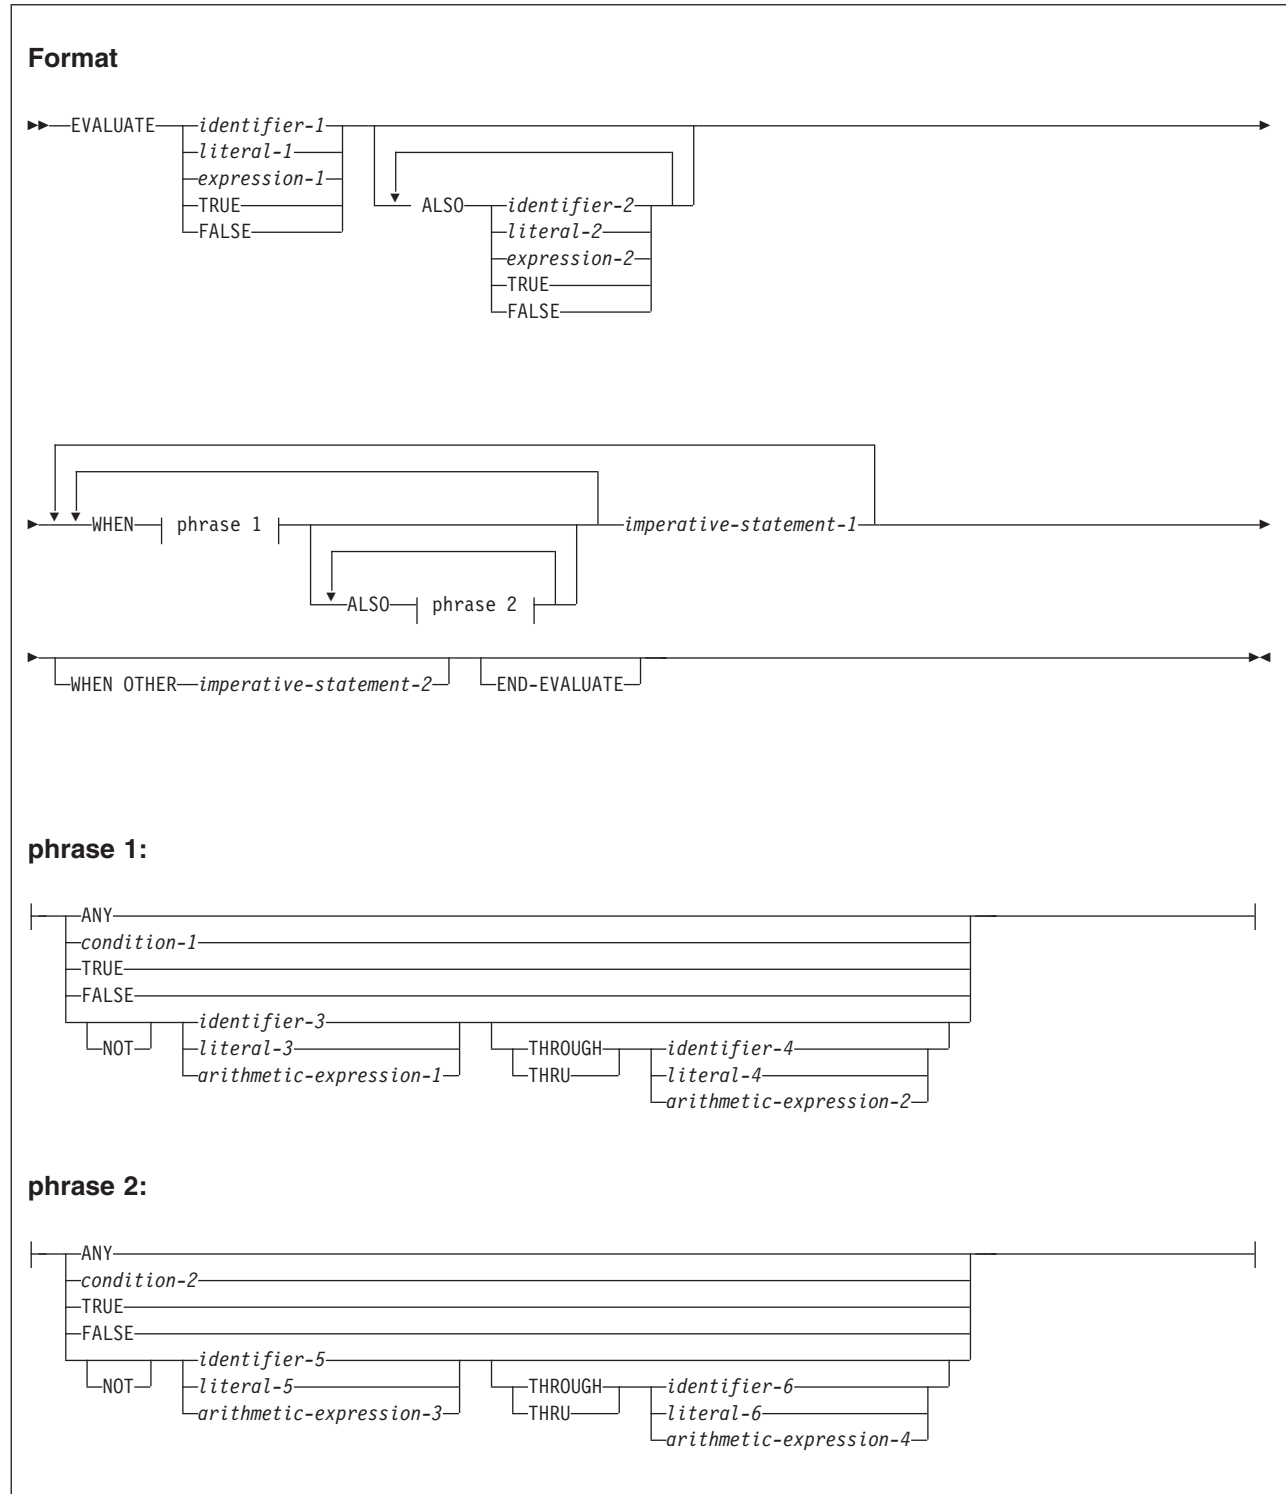 Format
EVALUATE identifier-1
literal-1
expression-1
TRUE
FALSE
ALSO identifier-2
literal-2
expression-2
TRUE
FALSE
WHEN phrase 1 imperative-statement-1
ALSO phrase 2
WHEN OTHER imperative-statement-2 END-EVALUATE
phrase 1:
ANY
condition-1
TRUE
FALSE
NOT identifier-3
literal-3
arithmetic-expression-1
THROUGH identifier-4
THRU literal-4
arithmetic-expression-2
phrase 2:
ANY
condition-2
TRUE
FALSE
NOT identifier-5
literal-5
arithmetic-expression-3
THROUGH identifier-6
THRU literal-6
arithmetic-expression-4